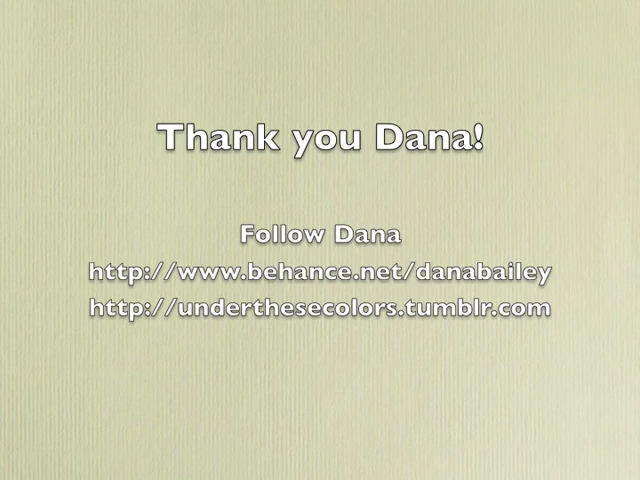 Thank you Dana!
Follow Dana
http://www.behance.net/danabailey
http://underthesecolors.tumblr.com